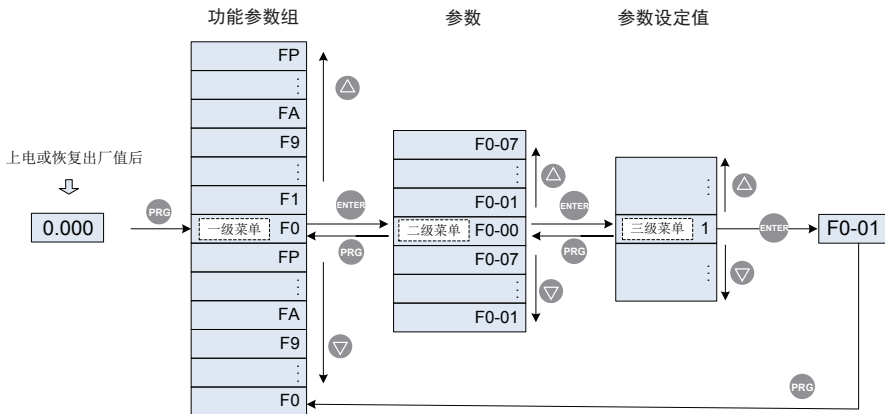 功能参数组
参数
参数设定值
上电或恢复出厂值后
0.000
PRG
FP
⋮
FA
F9
⋮
F1
一级菜单 F0
FP
⋮
FA
F9
⋮
F0
ENTER
PRG
F0-07
⋮
F0-01
二级菜单 F0-00
F0-07
⋮
F0-01
ENTER
PRG
⋮
三级菜单 1
⋮
ENTER
F0-01
PRG